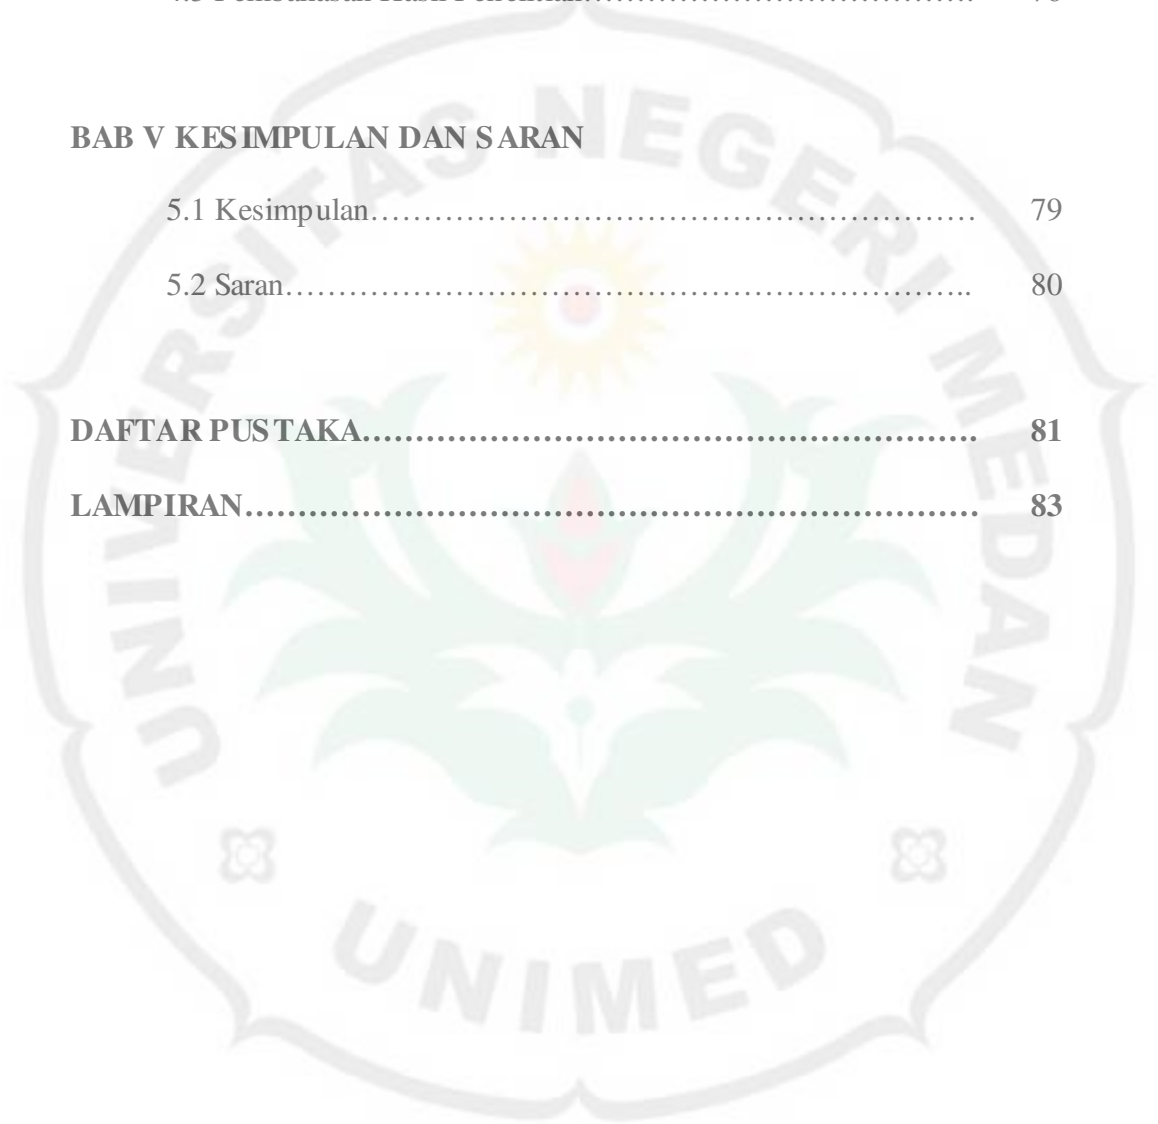 BAB V KESIMPULAN DAN SARAN
5.1 Kesimpulan……………………………………………… 79
5.2 Saran…………………………………………………….. 80
DAFTAR PUSTAKA………………………………………………. 81
LAMPIRAN………………………………………………………… 83
UNIVERSITAS NEGERI MEDAN
UNIMED